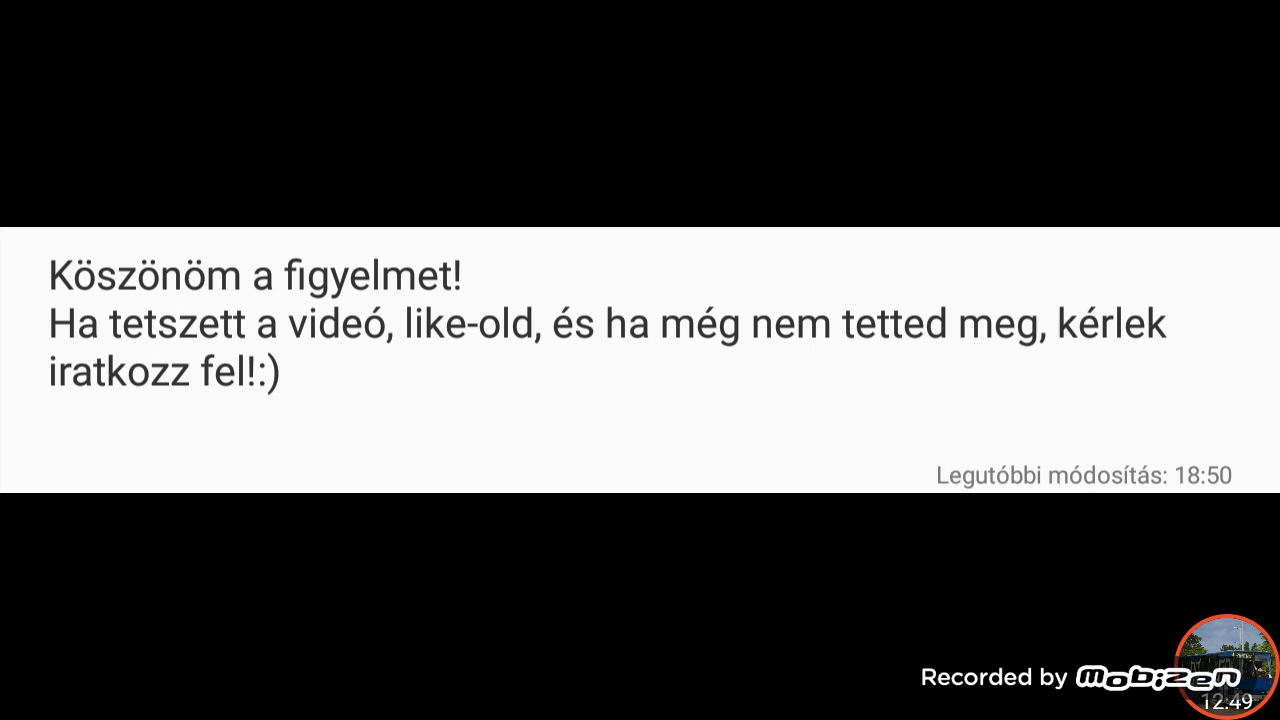 Köszönöm a figyelmet!
Ha tetszett a videó, like-old, és ha még nem tetted meg, kérlek
iratkozz fel!:)
Legutóbbi módosítás: 18:50
Recorded by Mobizen
12:49